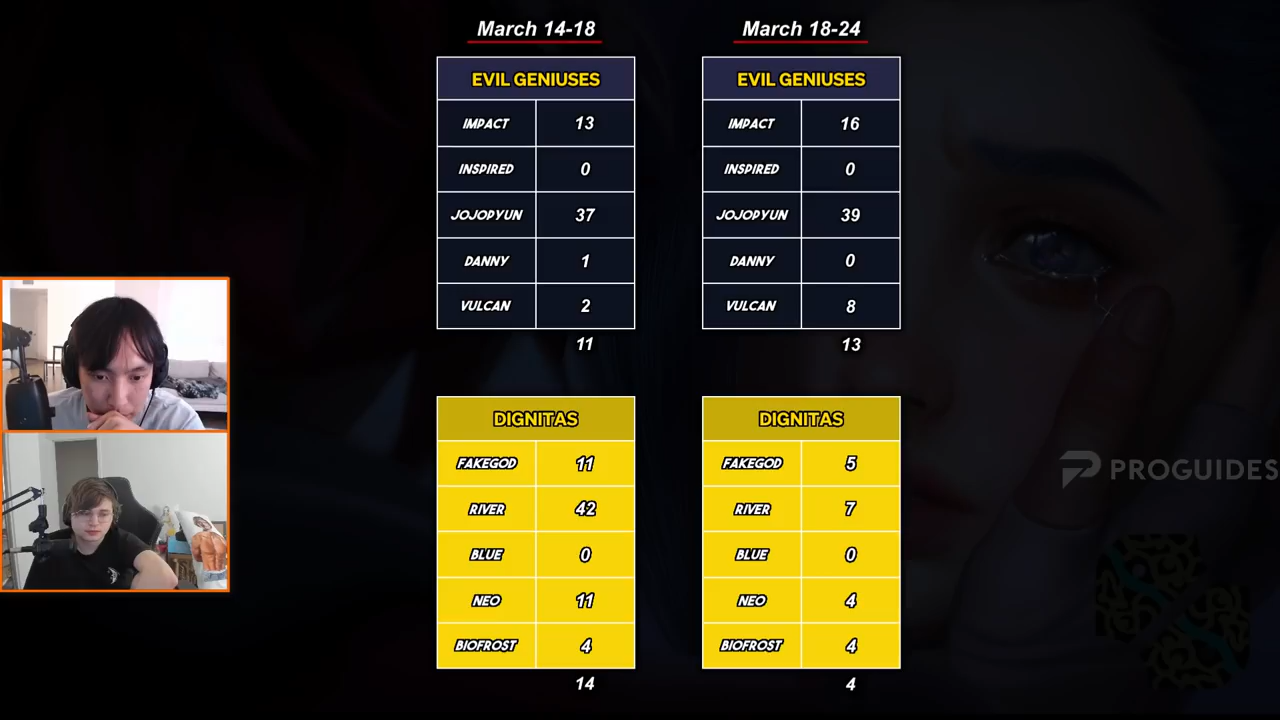 March 14-18
EVIL GENIUSES
IMPACT 13
INSPIRED 0
JOJOPYUN 37
DANNY 1
VULCAN 2
11
March 18-24
EVIL GENIUSES
IMPACT 16
INSPIRED 0
JOJOPYUN 39
DANNY 0
VULCAN 8
13
DIGNITAS
FAKEGOD 11
RIVER 42
BLUE 0
NEO 11
BIOFROST 4
14
DIGNITAS
FAKEGOD 5
RIVER 7
BLUE 0
NEO 4
BIOFROST 4
4
PROGUIDES